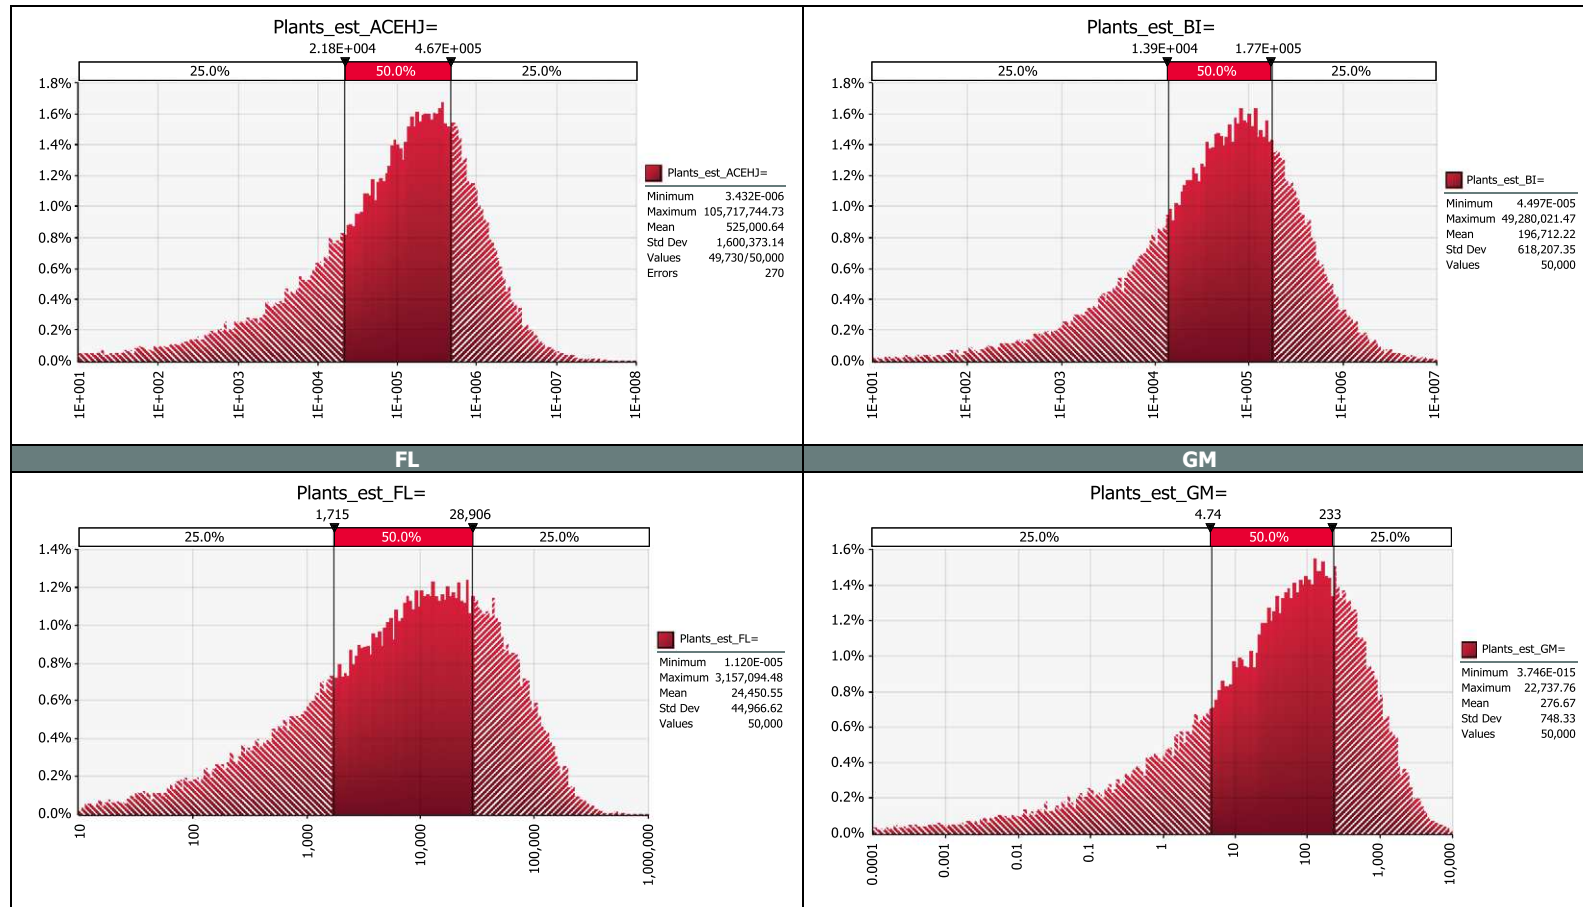 Plants_est_ACEHJ=
2.18E+004 4.67E+005
25.0% 50.0% 25.0%
1.8%
1.6%
1.4%
1.2%
1.0%
0.8%
0.6%
0.4%
0.2%
0.0%
1E+001 1E+002 1E+003 1E+004 1E+005 1E+006 1E+007 1E+008
Plants_est_ACEHJ=
Minimum 3.432E-006
Maximum 105,717,744.73
Mean 525,000.64
Std Dev 1,600,373.14
Values 49,730/50,000
Errors 270
Plants_est_BI=
1.39E+004 1.77E+005
25.0% 50.0% 25.0%
1.8%
1.6%
1.4%
1.2%
1.0%
0.8%
0.6%
0.4%
0.2%
0.0%
1E+001 1E+002 1E+003 1E+004 1E+005 1E+006 1E+007
Plants_est_BI=
Minimum 4.497E-005
Maximum 49,280,021.47
Mean 196,712.22
Std Dev 618,207.35
Values 50,000
FL
GM
Plants_est_FL=
1,715 28,906
25.0% 50.0% 25.0%
1.4%
1.2%
1.0%
0.8%
0.6%
0.4%
0.2%
0.0%
10 100 1,000 10,000 100,000 1,000,000
Plants_est_FL=
Minimum 1.120E-005
Maximum 3,157,094.48
Mean 24,450.55
Std Dev 44,966.62
Values 50,000
Plants_est_GM=
4.74 233
25.0% 50.0% 25.0%
1.6%
1.4%
1.2%
1.0%
0.8%
0.6%
0.4%
0.2%
0.0%
0.0001 0.001 0.01 0.1 1 10 100 1,000 10,000
Plants_est_GM=
Minimum 3.746E-015
Maximum 22,737.76
Mean 276.67
Std Dev 748.33
Values 50,000